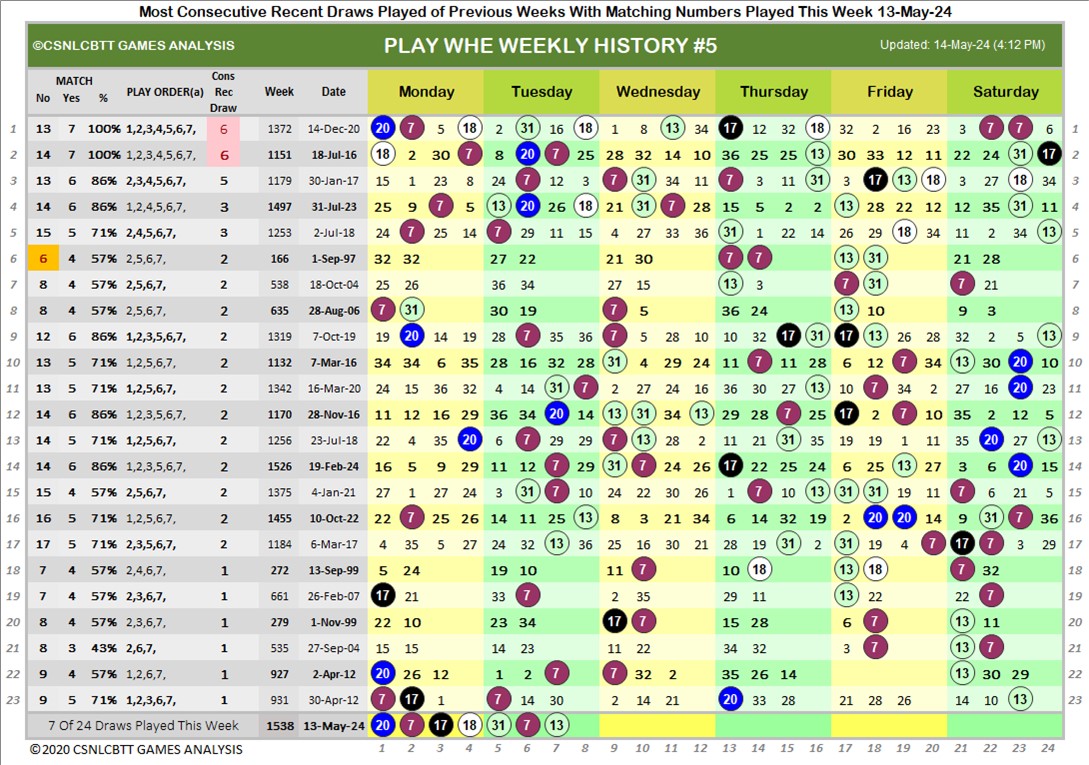 Most Consecutive Recent Draws Played of Previous Weeks With Matching Numbers Played This Week 13-May-24
©CSNLCBTT GAMES ANALYSIS PLAY WHE WEEKLY HISTORY #5 Updated: 14-May-24 (4:12 PM)
MATCH Cons
No Yes % PLAY ORDER(a) Rec Week Date Monday Tuesday Wednesday Thursday Friday Saturday
Draw
1 13 7 100% 1,2,3,4,5,6,7, 6 1372 14-Dec-20 20 7 5 18 2 31 16 18 1 8 13 34 17 12 32 18 32 2 16 23 3 7 7 6 1
2 14 7 100% 1,2,3,4,5,6,7, 6 1151 18-Jul-16 18 2 30 7 8 20 7 25 28 32 14 10 36 25 25 13 30 33 12 11 22 24 31 17 2
3 13 6 86% 2,3,4,5,6,7, 5 1179 30-Jan-17 15 1 23 8 24 7 12 3 7 31 34 11 7 3 11 31 3 17 13 18 3 27 18 34 3
4 14 6 86% 1,2,4,5,6,7, 3 1497 31-Jul-23 25 9 7 5 13 20 26 18 21 31 7 28 15 5 2 2 13 28 22 12 12 35 31 11 4
5 15 5 71% 2,4,5,6,7, 3 1253 2-Jul-18 24 7 25 14 7 29 11 15 4 27 33 36 31 1 22 14 26 29 18 34 11 2 34 13 5
6 6 4 57% 2,5,6,7, 2 166 1-Sep-97 32 32 27 22 21 30 7 7 13 31 21 28 6
7 8 4 57% 2,5,6,7, 2 538 18-Oct-04 25 26 36 34 27 15 13 3 7 31 7 21 7
8 8 4 57% 2,5,6,7, 2 635 28-Aug-06 7 31 30 19 7 5 36 24 13 10 9 3 8
9 12 6 86% 1,2,3,5,6,7, 2 1319 7-Oct-19 19 20 14 19 28 7 35 36 7 5 28 10 10 15 17 31 17 13 26 28 32 2 5 13 9
10 13 5 71% 1,2,5,6,7, 2 1132 7-Mar-16 34 34 6 35 28 16 32 28 31 4 29 24 11 7 11 28 6 12 7 34 13 30 20 10 10
11 13 5 71% 1,2,5,6,7, 2 1342 16-Mar-20 24 15 36 32 4 14 31 7 2 27 24 16 36 30 27 13 10 7 34 2 27 16 20 23 11
12 14 6 86% 1,2,3,5,6,7, 2 1170 28-Nov-16 11 12 16 29 36 34 20 14 13 31 34 13 29 28 7 25 17 2 7 10 35 2 12 5 12
13 14 5 71% 1,2,5,6,7, 2 1256 23-Jul-18 22 4 35 20 6 7 29 29 7 13 28 2 11 21 31 35 19 19 1 11 35 20 27 13 13
14 14 6 86% 1,2,3,5,6,7, 2 1526 19-Feb-24 16 5 9 29 11 12 7 29 31 7 24 26 17 22 25 24 6 25 13 27 3 6 20 15 14
15 15 4 57% 2,5,6,7, 2 1375 4-Jan-21 27 1 27 24 3 31 7 10 24 22 30 26 1 7 10 13 31 31 19 11 7 6 21 5 15
16 16 5 71% 1,2,5,6,7, 2 1455 10-Oct-22 22 7 25 26 14 11 25 13 8 3 21 34 6 14 32 19 2 20 20 14 9 31 7 36 16
17 17 5 71% 2,3,5,6,7, 2 1184 6-Mar-17 4 35 5 27 24 32 13 36 25 16 30 21 28 19 31 2 31 19 4 7 17 7 3 29 17
18 7 4 57% 2,4,6,7, 1 272 13-Sep-99 5 24 19 10 11 7 10 18 13 18 7 32 18
19 7 4 57% 2,3,6,7, 1 661 26-Feb-07 17 21 33 7 2 35 29 11 13 22 22 7 19
20 8 4 57% 2,3,6,7, 1 279 1-Nov-99 22 10 23 34 17 7 15 28 6 7 13 11 20
21 8 3 43% 2,6,7, 1 535 27-Sep-04 15 15 14 23 11 22 34 32 3 7 13 7 21
22 9 4 57% 1,2,6,7, 1 927 2-Apr-12 20 26 12 1 2 7 7 32 2 35 26 14 13 30 29 22
23 9 5 71% 1,2,3,6,7, 1 931 30-Apr-12 7 17 1 7 14 30 2 14 21 20 33 28 21 28 26 14 10 13 23
7 Of 24 Draws Played This Week 1538 13-May-24 20 7 17 18 31 7 13
© 2020 CSNLCBTT GAMES ANALYSIS 1 2 3 4 5 6 7 8 9 10 11 12 13 14 15 16 17 18 19 20 21 22 23 24